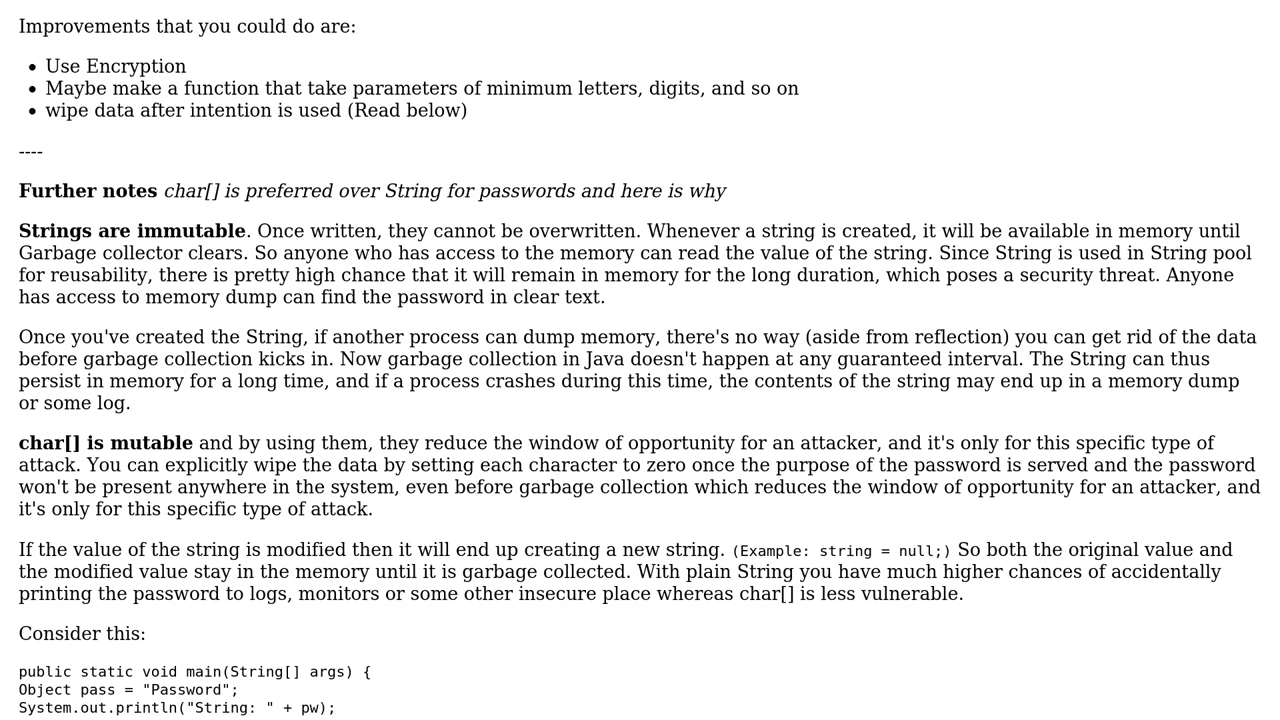 Improvements that you could do are:
• Use Encryption
• Maybe make a function that take parameters of minimum letters, digits, and so on
• wipe data after intention is used (Read below)
----
Further notes char[] is preferred over String for passwords and here is why
Strings are immutable. Once written, they cannot be overwritten. Whenever a string is created, it will be available in memory until
Garbage collector clears. So anyone who has access to the memory can read the value of the string. Since String is used in String pool
for reusability, there is pretty high chance that it will remain in memory for the long duration, which poses a security threat. Anyone
has access to memory dump can find the password in clear text.
Once you've created the String, if another process can dump memory, there's no way (aside from reflection) you can get rid of the data
before garbage collection kicks in. Now garbage collection in Java doesn't happen at any guaranteed interval. The String can thus
persist in memory for a long time, and if a process crashes during this time, the contents of the string may end up in a memory dump
or some log.
char[] is mutable and by using them, they reduce the window of opportunity for an attacker, and it's only for this specific type of
attack. You can explicitly wipe the data by setting each character to zero once the purpose of the password is served and the password
won't be present anywhere in the system, even before garbage collection which reduces the window of opportunity for an attacker, and
it's only for this specific type of attack.
If the value of the string is modified then it will end up creating a new string. (Example: string = null;) So both the original value and
the modified value stay in the memory until it is garbage collected. With plain String you have much higher chances of accidentally
printing the password to logs, monitors or some other insecure place whereas char[] is less vulnerable.
Consider this:
public static void main(String[] args) {
Object pass = "Password";
System.out.println("String: " + pw);